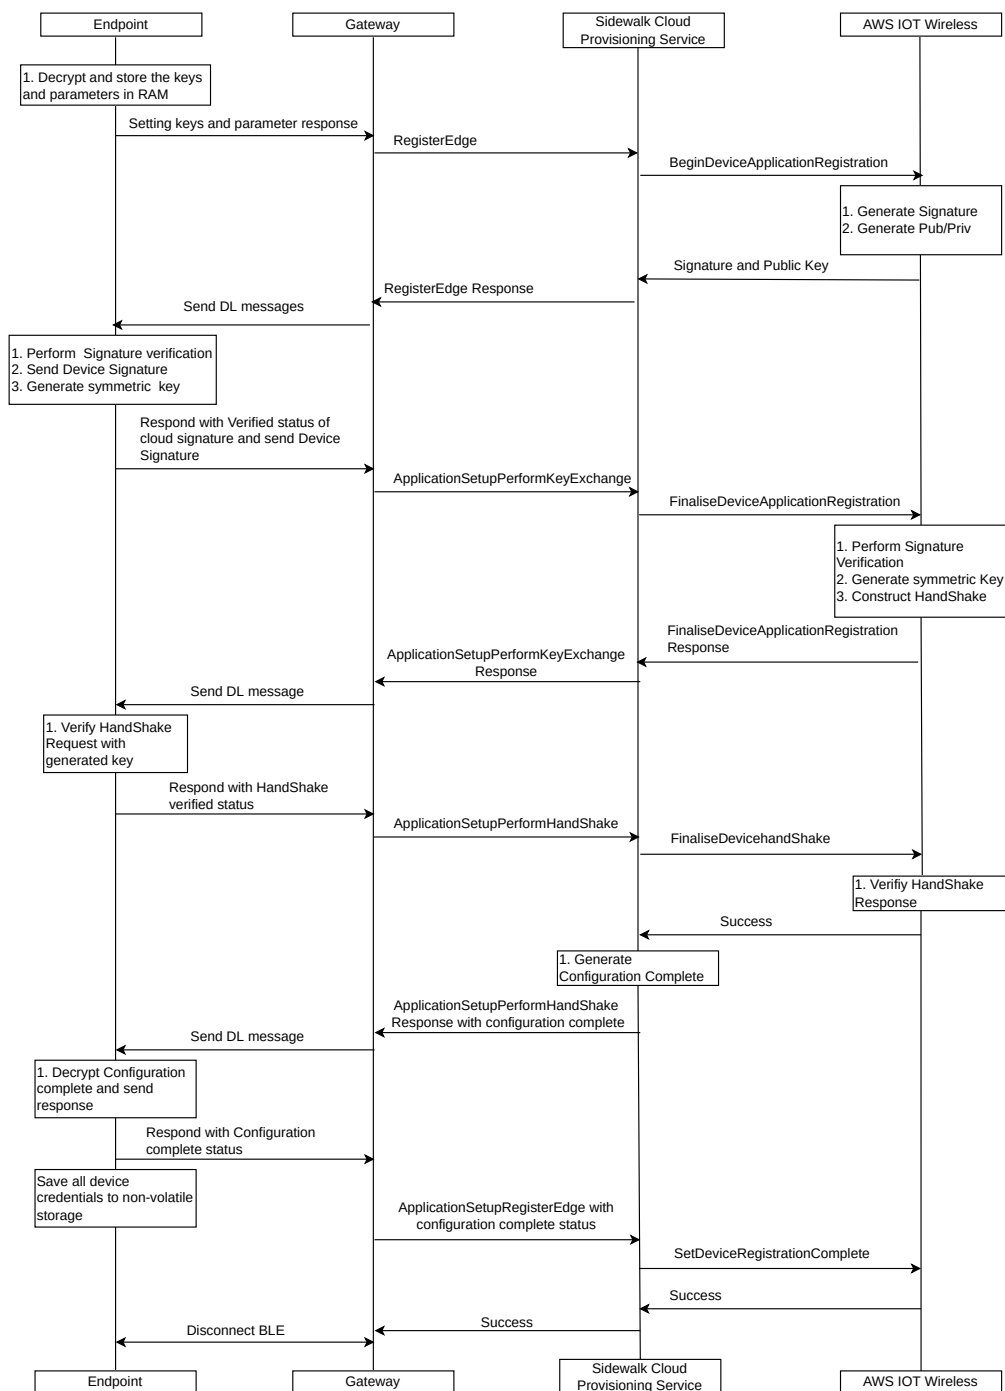 Endpoint
Gateway
Sidewalk Cloud
Provisioning Service
AWS IOT Wireless
1. Decrypt and store the keys
and parameters in RAM
Setting keys and parameter response
RegisterEdge
BeginDeviceApplicationRegistration
1. Generate Signature
2. Generate Pub/Priv
Signature and Public Key
RegisterEdge Response
Send DL messages
1. Perform Signature verification
2. Send Device Signature
3. Generate symmetric key
Respond with Verified status of
cloud signature and send Device
Signature
ApplicationSetupPerformKeyExchange
FinaliseDeviceApplicationRegistration
1. Perform Signature
Verification
2. Generate symmetric Key
3. Construct HandShake
FinaliseDeviceApplicationRegistration
Response
ApplicationSetupPerformKeyExchange
Response
Send DL message
1. Verify HandShake
Request with
generated key
Respond with HandShake
verified status
ApplicationSetupPerformHandShake
FinaliseDevicehandShake
1. Verifiy HandShake
Response
Success
1. Generate
Configuration Complete
ApplicationSetupPerformHandShake
Response with configuration complete
Send DL message
1. Decrypt Configuration
complete and send
response
Respond with Configuration
complete status
Save all device
credentials to non-volatile
storage
ApplicationSetupRegisterEdge with
configuration complete status
SetDeviceRegistrationComplete
Success
Success
Disconnect BLE
Endpoint
Gateway
Sidewalk Cloud
Provisioning Service
AWS IOT Wireless